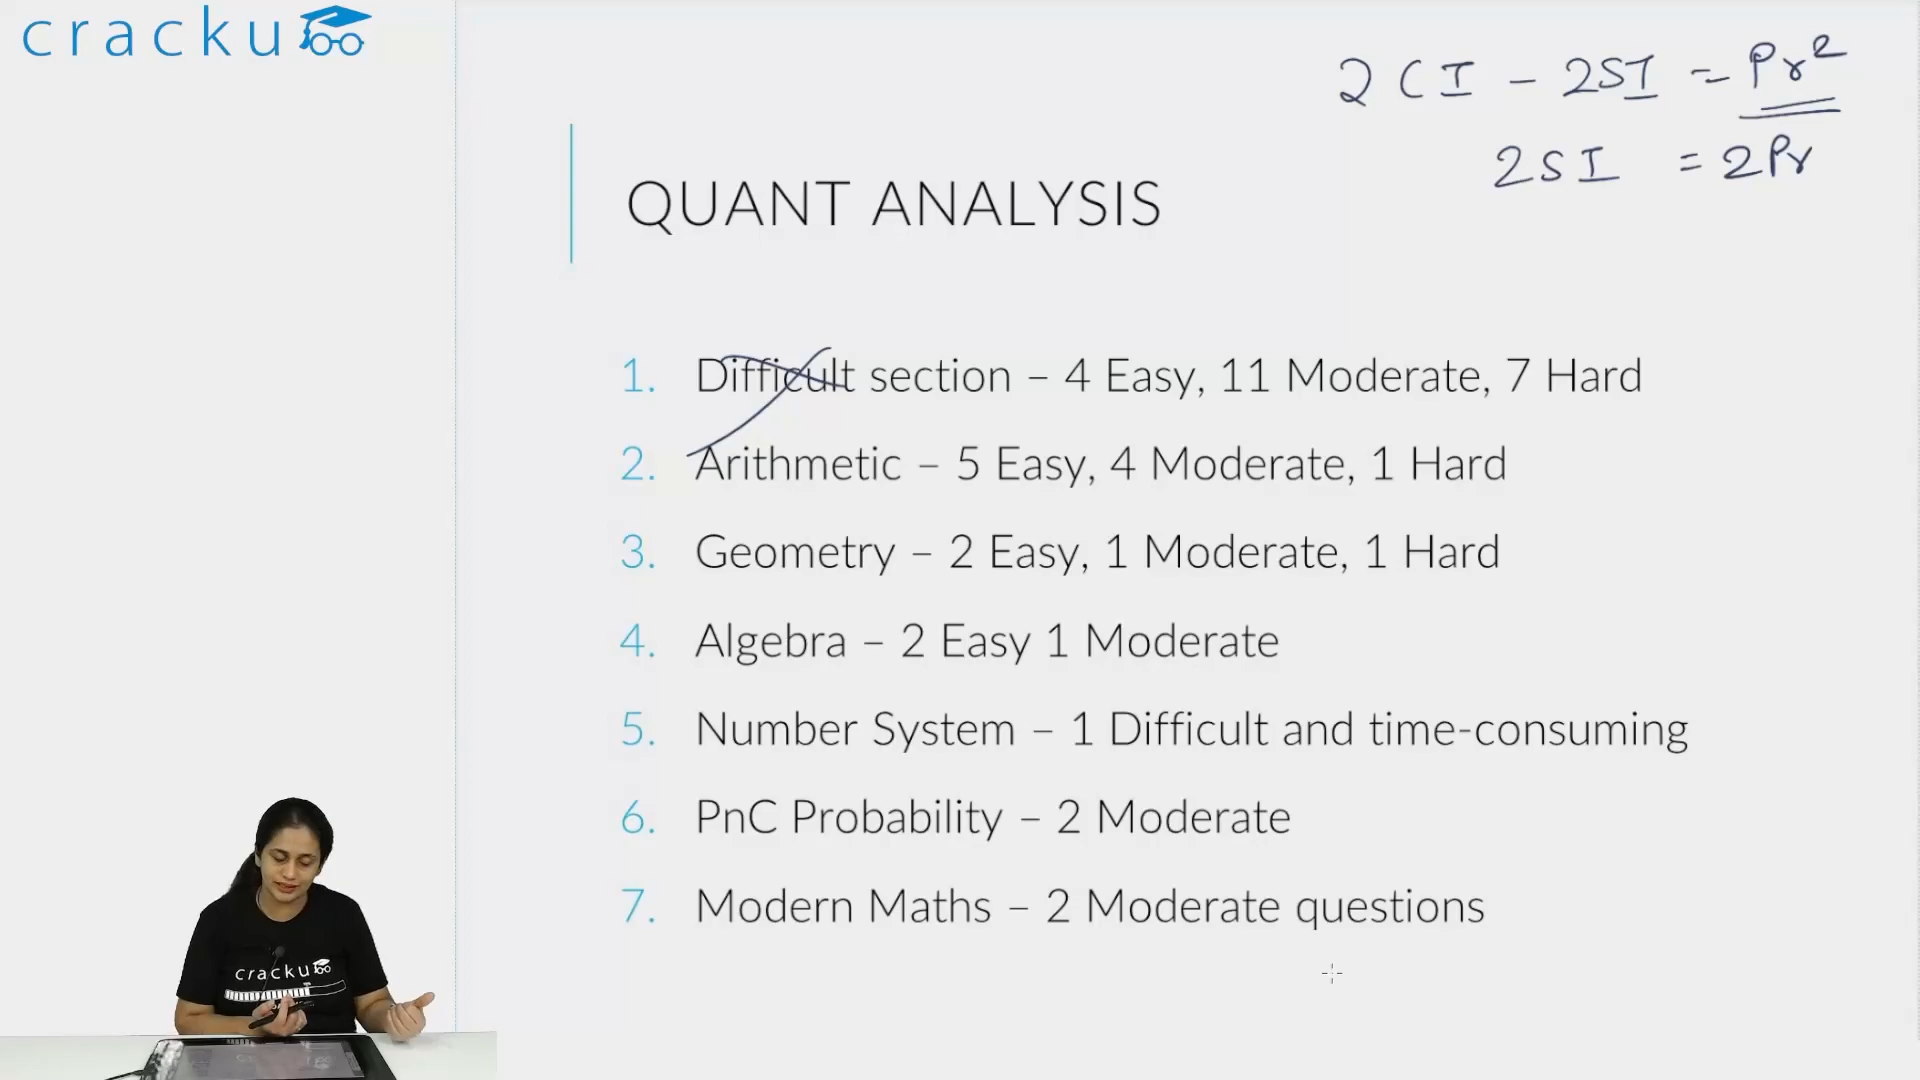 cracku
2 CI - 2SI = Pr²
2SI = 2Pr
QUANT ANALYSIS
1. Difficult section – 4 Easy, 11 Moderate, 7 Hard
2. Arithmetic – 5 Easy, 4 Moderate, 1 Hard
3. Geometry – 2 Easy, 1 Moderate, 1 Hard
4. Algebra – 2 Easy 1 Moderate
5. Number System – 1 Difficult and time-consuming
6. PnC Probability – 2 Moderate
7. Modern Maths – 2 Moderate questions
cracku